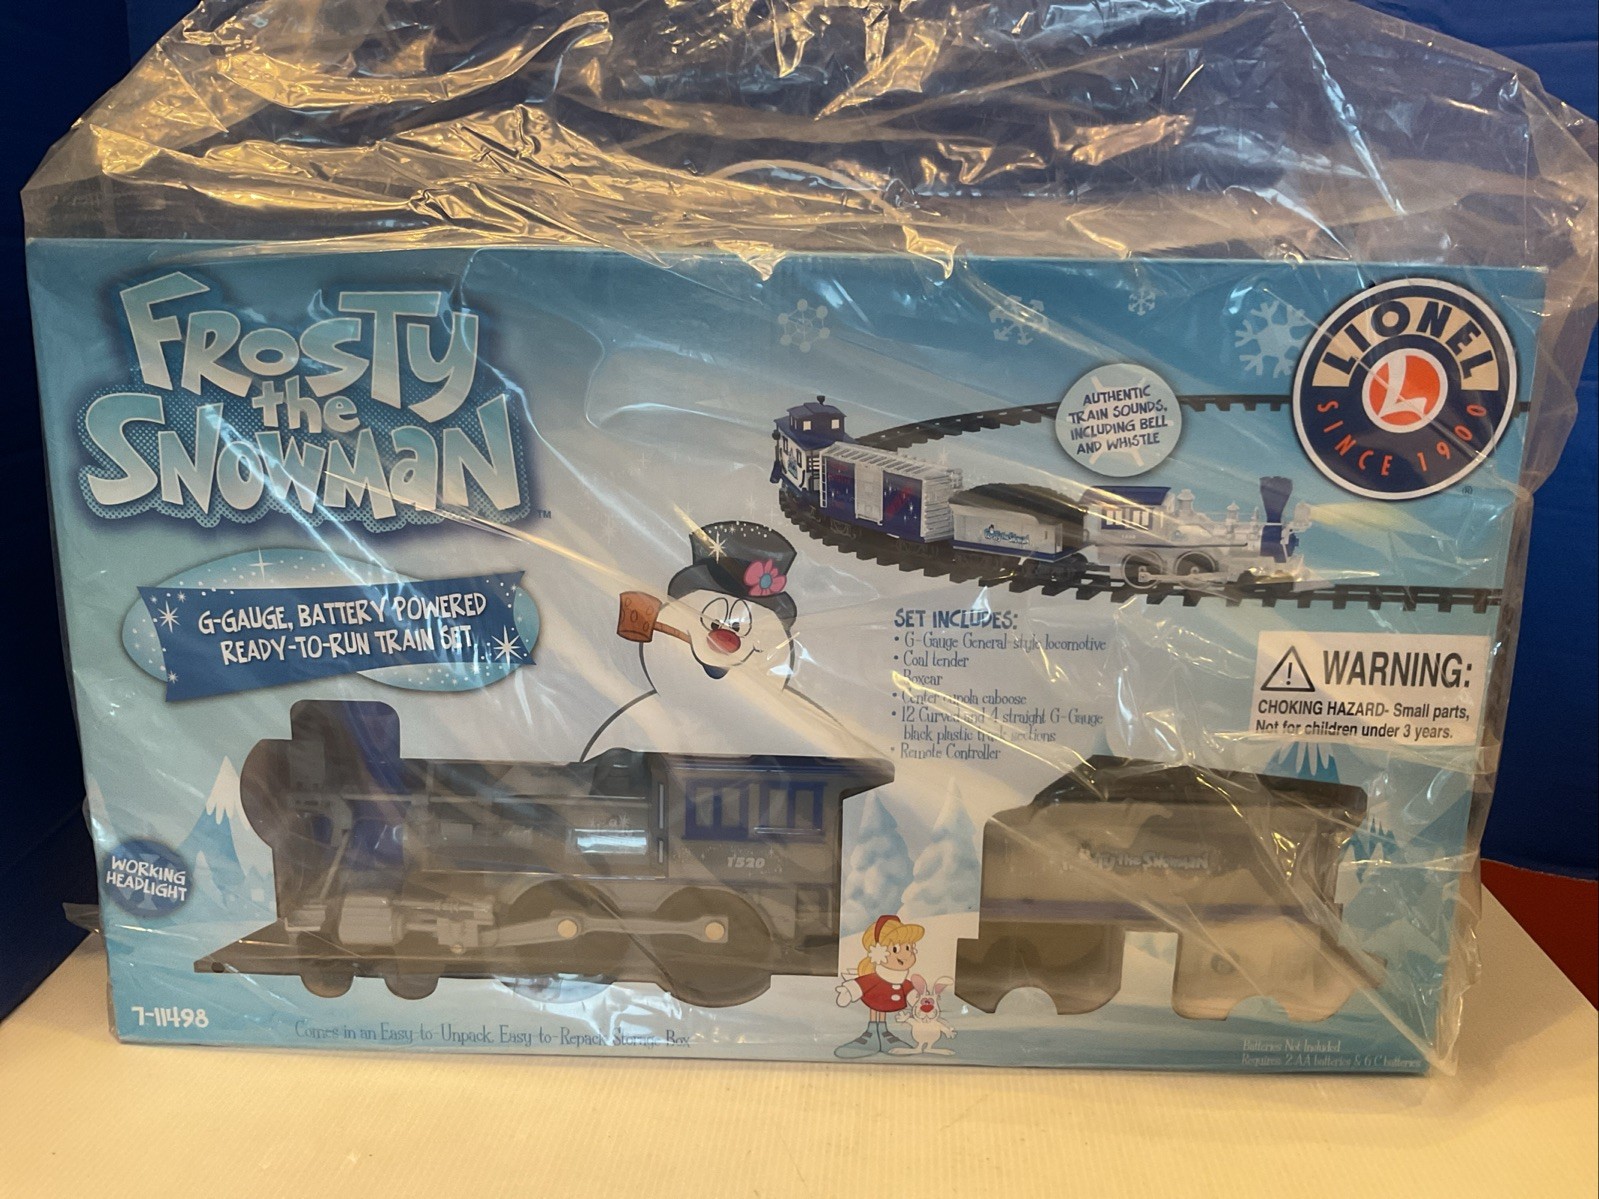 FROSTY
the
SNOWMAN
TM
LIONEL
L
SINCE 1900
®
AUTHENTIC
TRAIN SOUNDS,
INCLUDING BELL
AND WHISTLE
G-GAUGE, BATTERY POWERED
READY-TO-RUN TRAIN SET
SET INCLUDES:
• G-Gauge General-style locomotive
• Coal tender
• Boxcar
• Center cupola caboose
• 12 Curved and 4 straight G-Gauge
black plastic track sections
• Remote Controller
WARNING:
CHOKING HAZARD- Small parts,
Not for children under 3 years.
WORKING
HEADLIGHT
1520
the SNOWMAN
7-11498
Comes in an Easy-to-Unpack, Easy-to-Repack Storage Box
Batteries Not Included
Requires 2 AA batteries & 6 C batteries